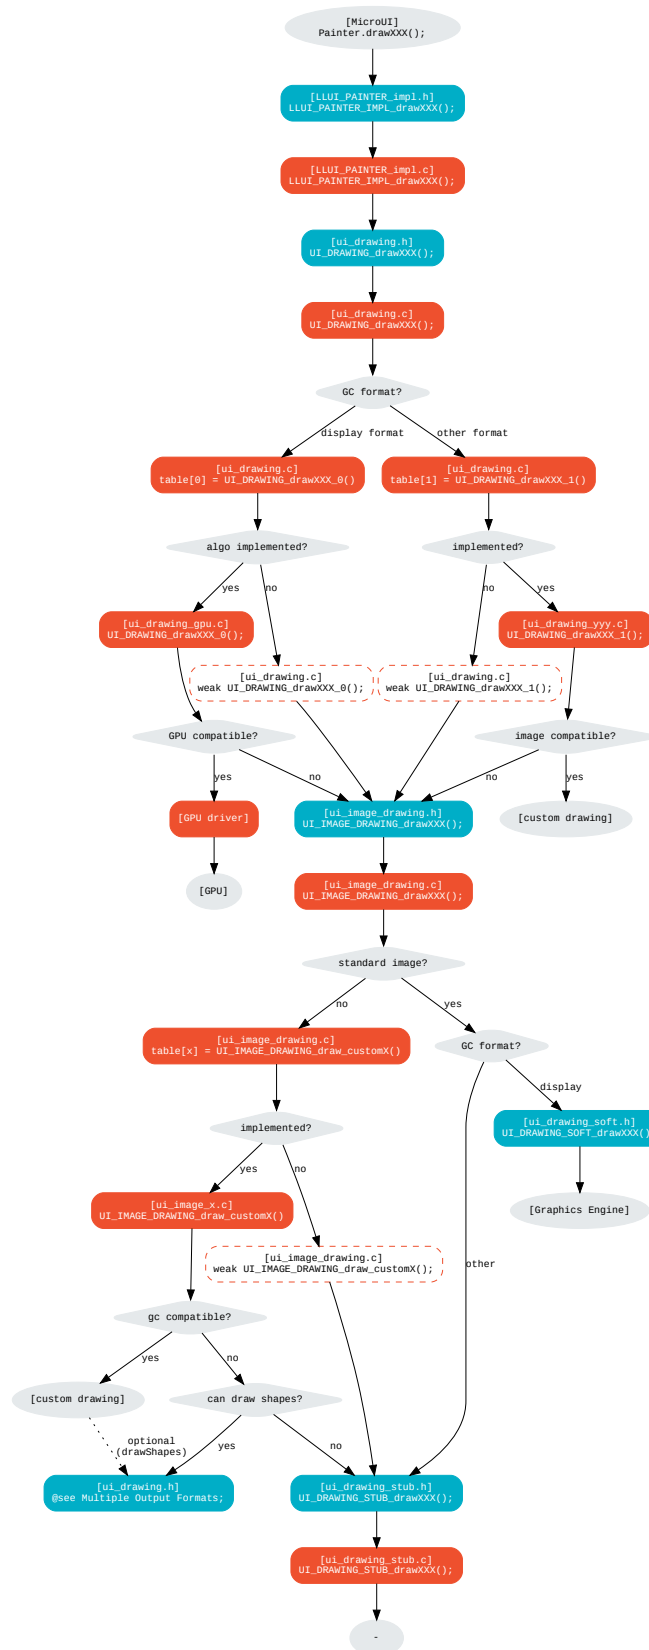 [MicroUI]
Painter.drawXXX();
[LLUI_PAINTER_impl.h]
LLUI_PAINTER_IMPL_drawXXX();
[LLUI_PAINTER_impl.c]
LLUI_PAINTER_IMPL_drawXXX();
[ui_drawing.h]
UI_DRAWING_drawXXX();
[ui_drawing.c]
UI_DRAWING_drawXXX();
GC format?
display format
other format
[ui_drawing.c]
table[0] = UI_DRAWING_drawXXX_0()
[ui_drawing.c]
table[1] = UI_DRAWING_drawXXX_1()
algo implemented?
implemented?
yes
no
no
yes
[ui_drawing_gpu.c]
UI_DRAWING_drawXXX_0();
[ui_drawing_yyy.c]
UI_DRAWING_drawXXX_1();
[ui_drawing.c]
weak UI_DRAWING_drawXXX_0();
[ui_drawing.c]
weak UI_DRAWING_drawXXX_1();
GPU compatible?
image compatible?
yes
no
no
yes
[GPU driver]
[ui_image_drawing.h]
UI_IMAGE_DRAWING_drawXXX();
[custom drawing]
[GPU]
[ui_image_drawing.c]
UI_IMAGE_DRAWING_drawXXX();
standard image?
no
yes
[ui_image_drawing.c]
table[x] = UI_IMAGE_DRAWING_draw_customX()
GC format?
display
implemented?
[ui_drawing_soft.h]
UI_DRAWING_SOFT_drawXXX()
yes
no
[ui_image_x.c]
UI_IMAGE_DRAWING_draw_customX()
[Graphics Engine]
[ui_image_drawing.c]
weak UI_IMAGE_DRAWING_draw_customX();
other
gc compatible?
yes
no
[custom drawing]
can draw shapes?
optional
(drawShapes)
yes
no
[ui_drawing.h]
@see Multiple Output Formats;
[ui_drawing_stub.h]
UI_DRAWING_STUB_drawXXX();
[ui_drawing_stub.c]
UI_DRAWING_STUB_drawXXX();
-